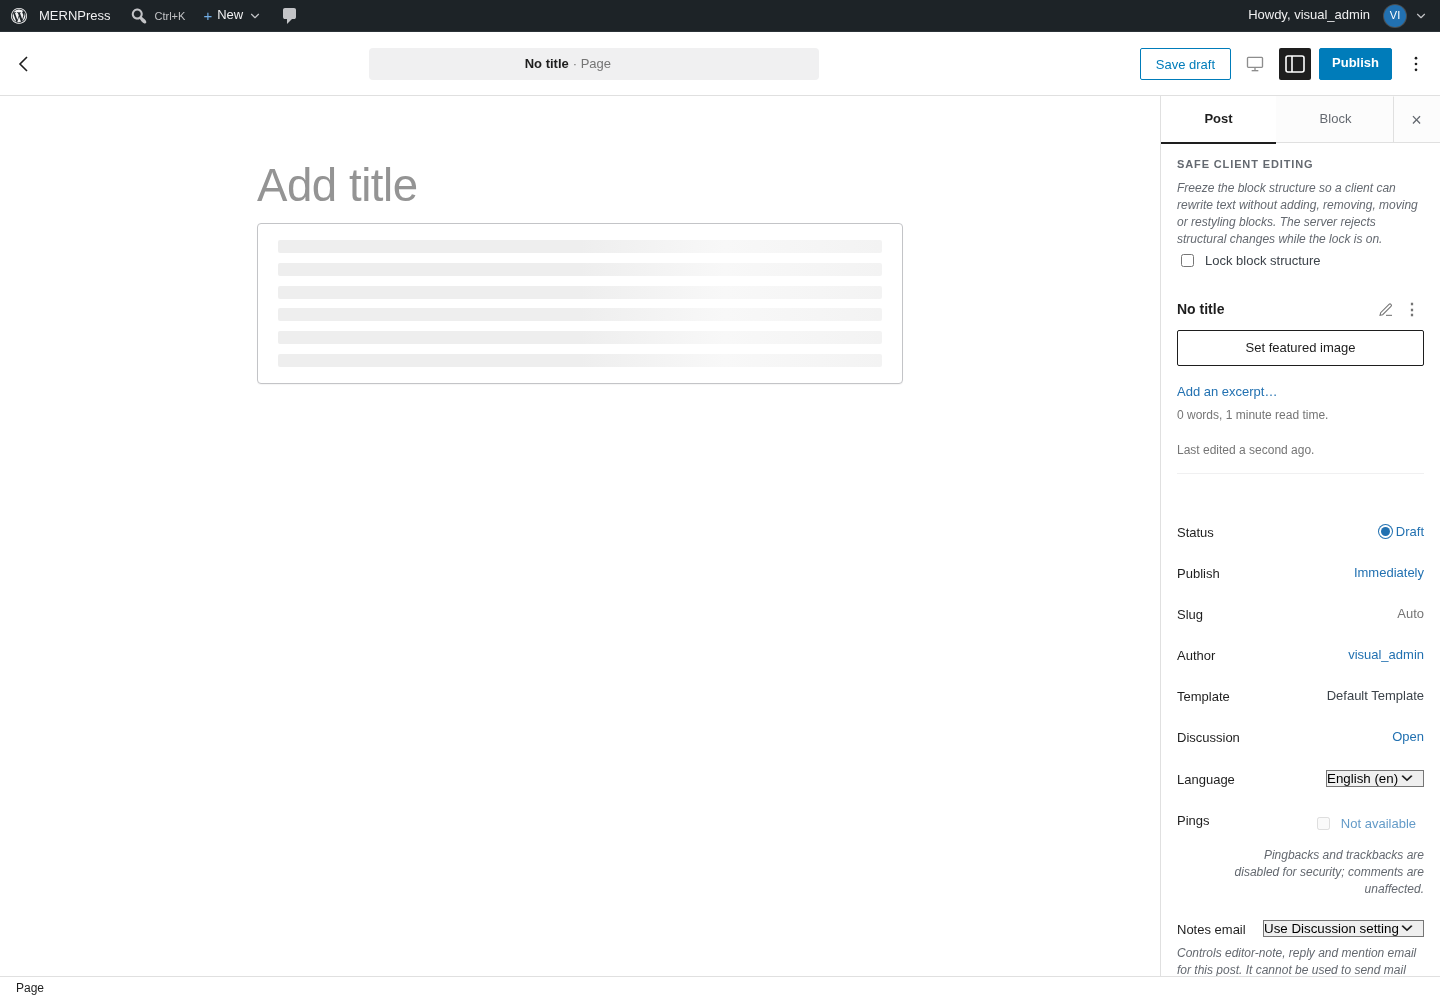 MERNPress Ctrl+K + New Howdy, visual_admin VI
No title · Page Save draft Publish
Post Block ×
Add title
SAFE CLIENT EDITING
Freeze the block structure so a client can
rewrite text without adding, removing, moving
or restyling blocks. The server rejects
structural changes while the lock is on.
Lock block structure
No title
Set featured image
Add an excerpt…
0 words, 1 minute read time.
Last edited a second ago.
Status Draft
Publish Immediately
Slug Auto
Author visual_admin
Template Default Template
Discussion Open
Language English (en)
Pings Not available
Pingbacks and trackbacks are
disabled for security; comments are
unaffected.
Notes email Use Discussion setting
Controls editor-note, reply and mention email
for this post. It cannot be used to send mail
Page